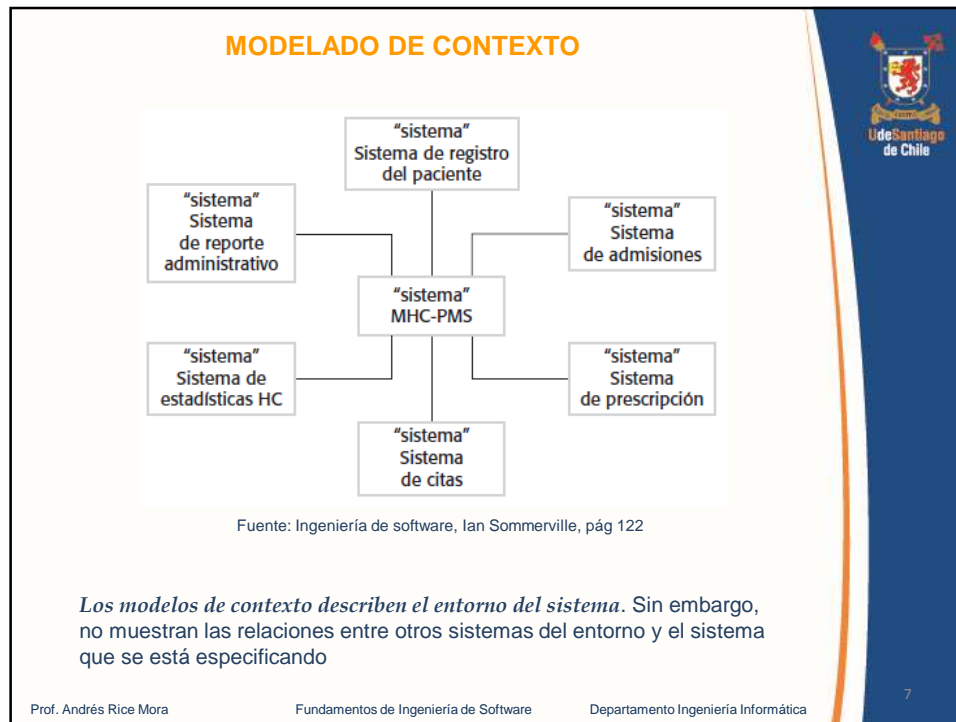 MODELADO DE CONTEXTO
UdeSantiago
de Chile
"sistema"
Sistema de registro
del paciente
"sistema"
Sistema
de reporte
administrativo
"sistema"
Sistema
de admisiones
"sistema"
MHC-PMS
"sistema"
Sistema de
estadísticas HC
"sistema"
Sistema
de prescripción
"sistema"
Sistema
de citas
Fuente: Ingeniería de software, Ian Sommerville, pág 122
Los modelos de contexto describen el entorno del sistema. Sin embargo,
no muestran las relaciones entre otros sistemas del entorno y el sistema
que se está especificando
Prof. Andrés Rice Mora Fundamentos de Ingeniería de Software Departamento Ingeniería Informática
7